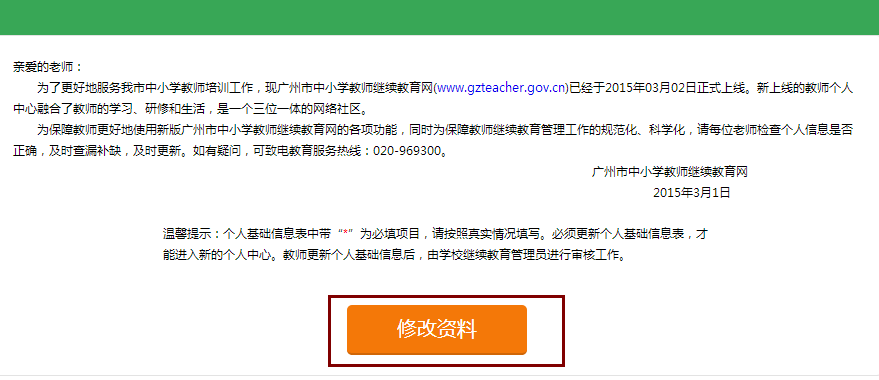 亲爱的老师：
为了更好地服务我市中小学教师培训工作，现广州市中小学教师继续教育网(www.gzteacher.gov.cn)已经于2015年03月02日正式上线。新上线的教师个人
中心融合了教师的学习、研修和生活，是一个三位一体的网络社区。
为保障教师更好地使用新版广州市中小学教师继续教育网的各项功能，同时为保障教师继续教育管理工作的规范化、科学化，请每位老师检查个人信息是否
正确，及时查漏补缺，及时更新。如有疑问，可致电教育服务热线：020-969300。
广州市中小学教师继续教育网
2015年3月1日
温馨提示：个人基础信息表中带“*”为必填项目，请按照真实情况填写。必须更新个人基础信息表，才
能进入新的个人中心。教师更新个人基础信息后，由学校继续教育管理员进行审核工作。
修改资料